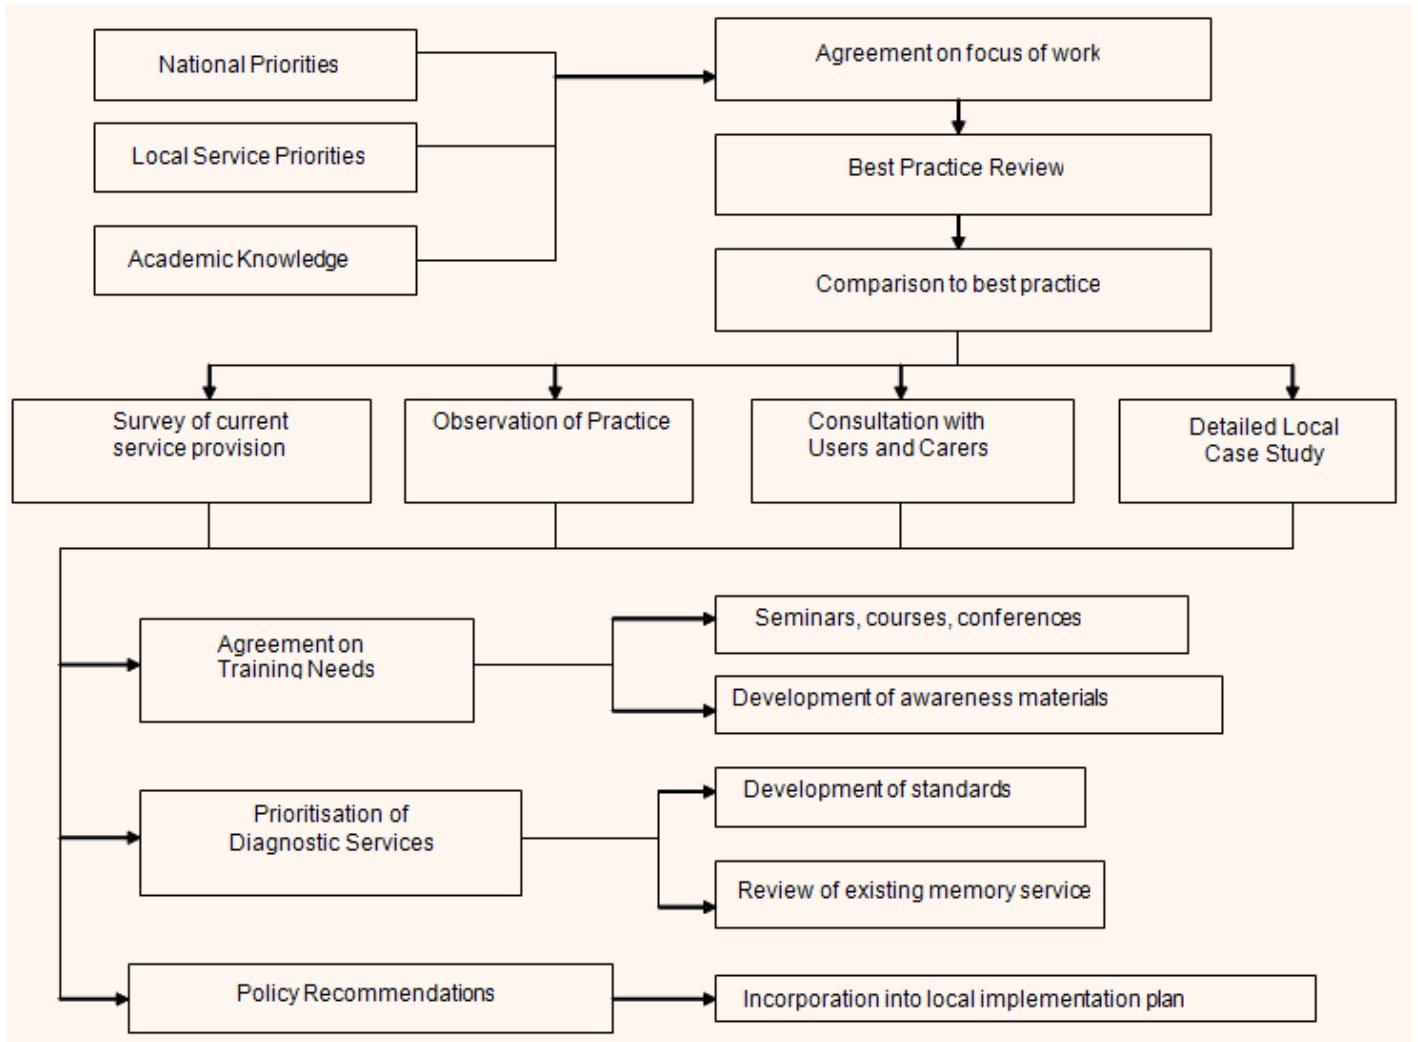 National Priorities
Agreement on focus of work
Local Service Priorities
Best Practice Review
Academic Knowledge
Comparison to best practice
Survey of current
service provision
Observation of Practice
Consultation with
Users and Carers
Detailed Local
Case Study
Agreement on
Training Needs
Seminars, courses, conferences
Development of awareness materials
Prioritisation of
Diagnostic Services
Development of standards
Review of existing memory service
Policy Recommendations
Incorporation into local implementation plan